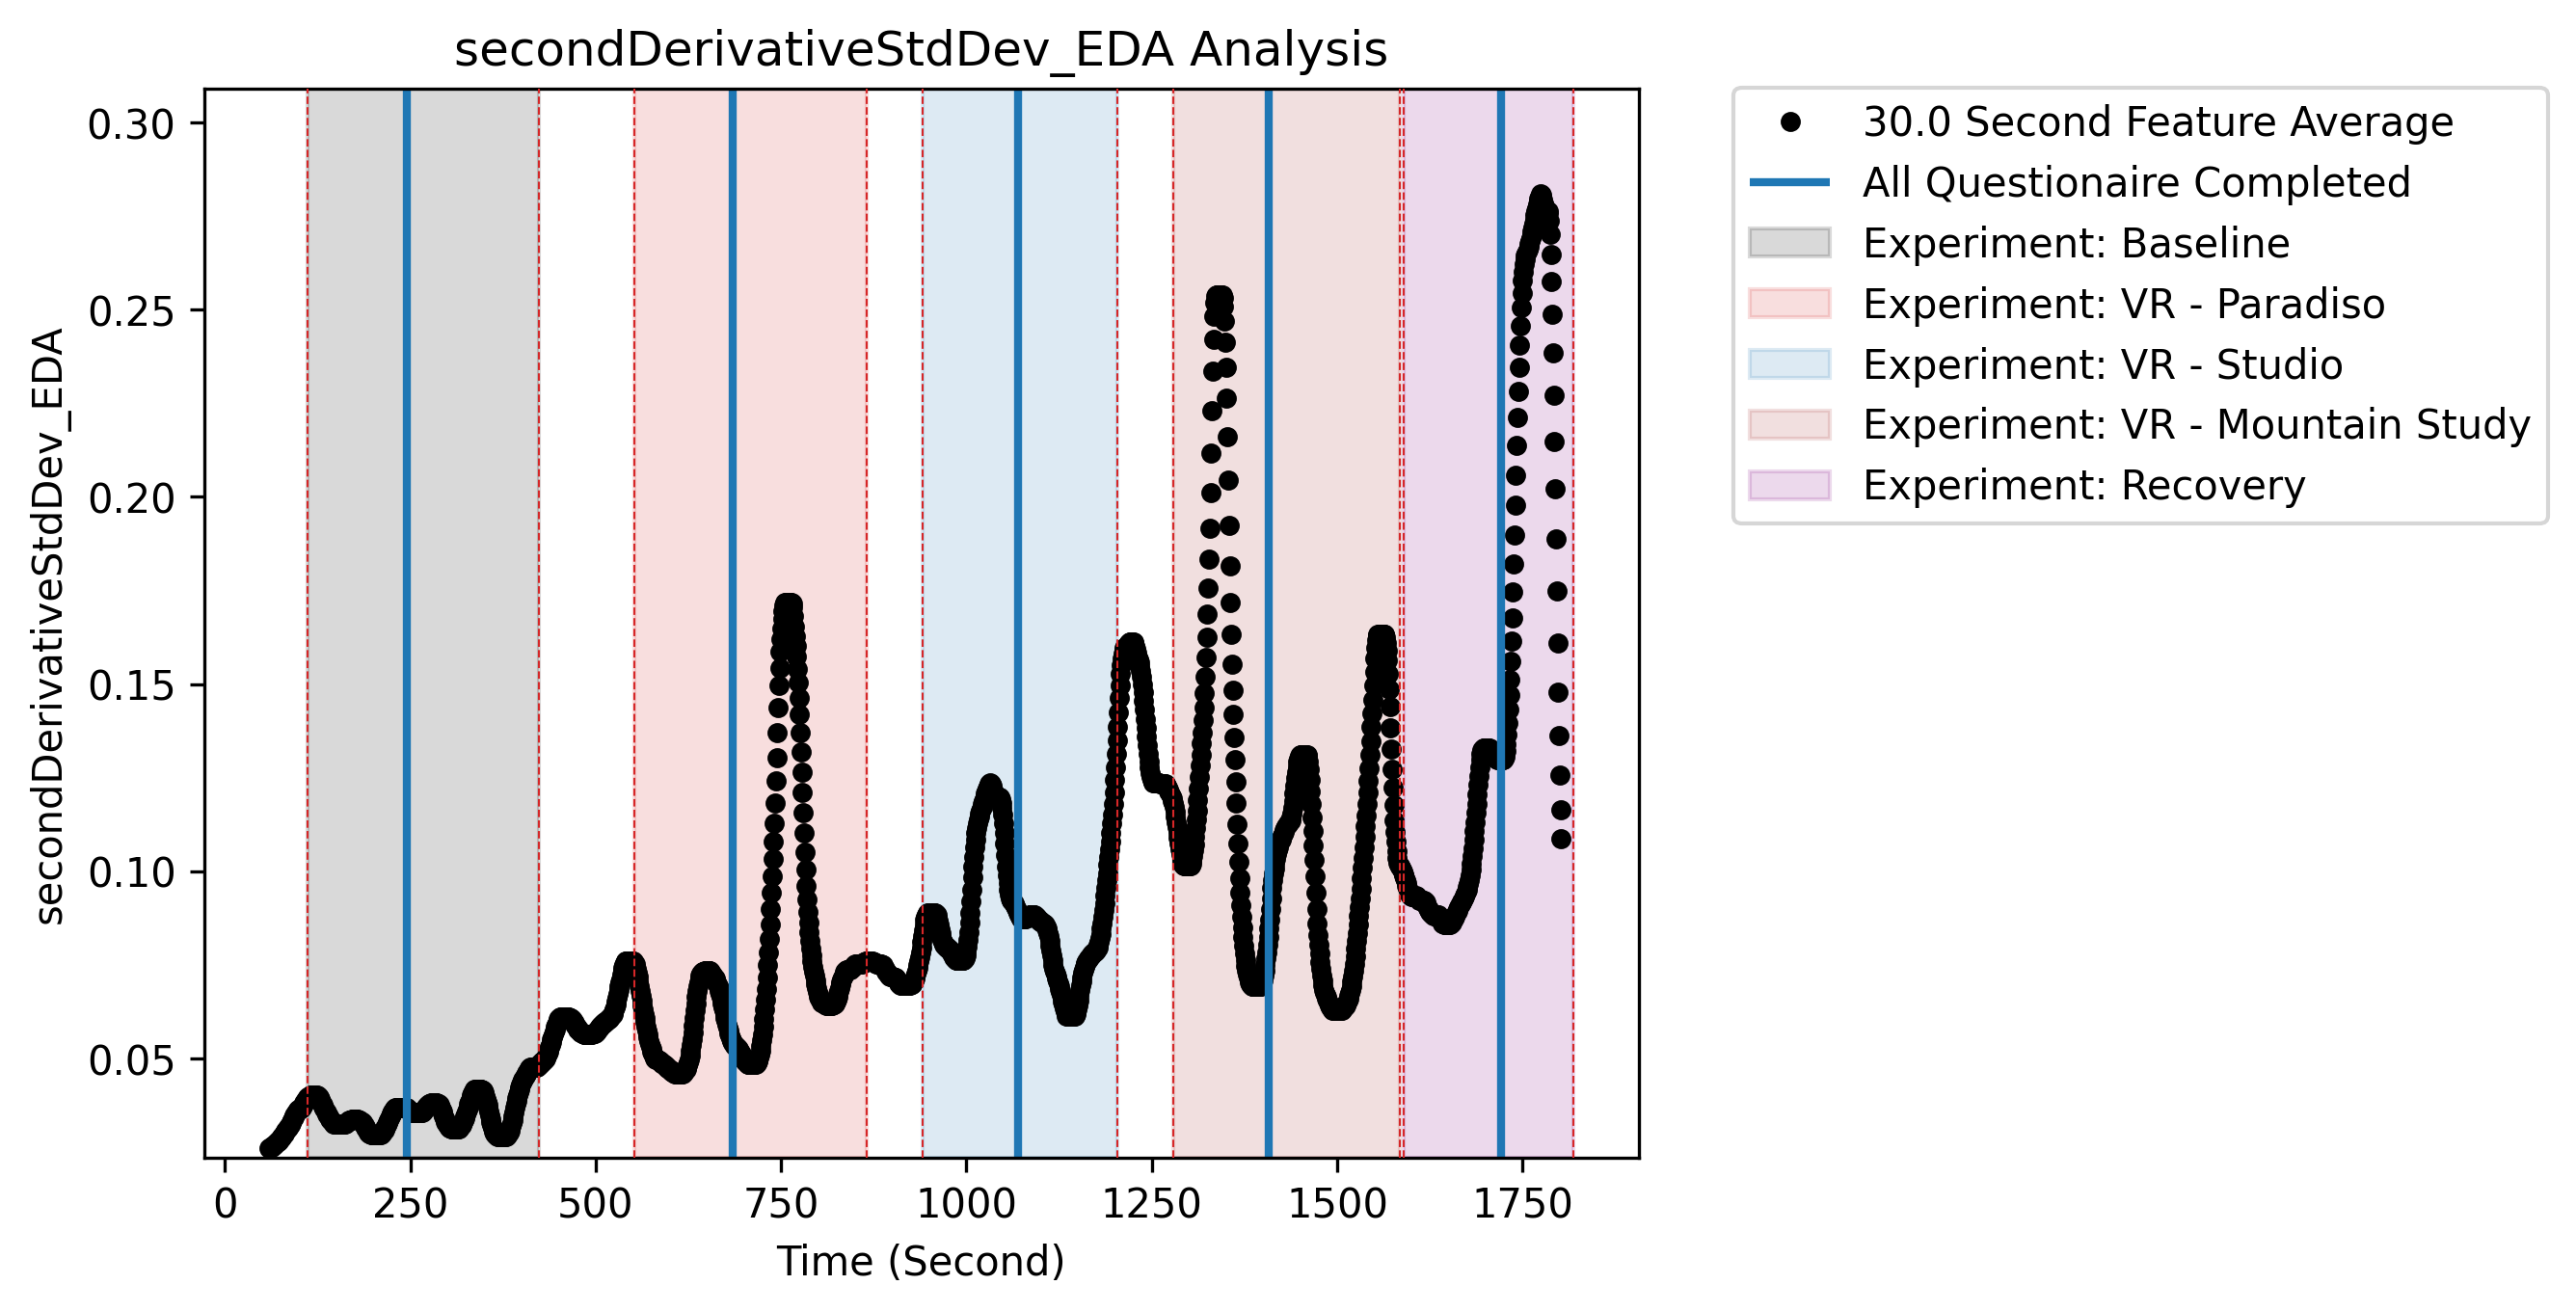 secondDerivativeStdDev_EDA Analysis
secondDerivativeStdDev_EDA
0.30
0.25
0.20
0.15
0.10
0.05
0 250 500 750 1000 1250 1500 1750
Time (Second)
30.0 Second Feature Average
All Questionaire Completed
Experiment: Baseline
Experiment: VR - Paradiso
Experiment: VR - Studio
Experiment: VR - Mountain Study
Experiment: Recovery